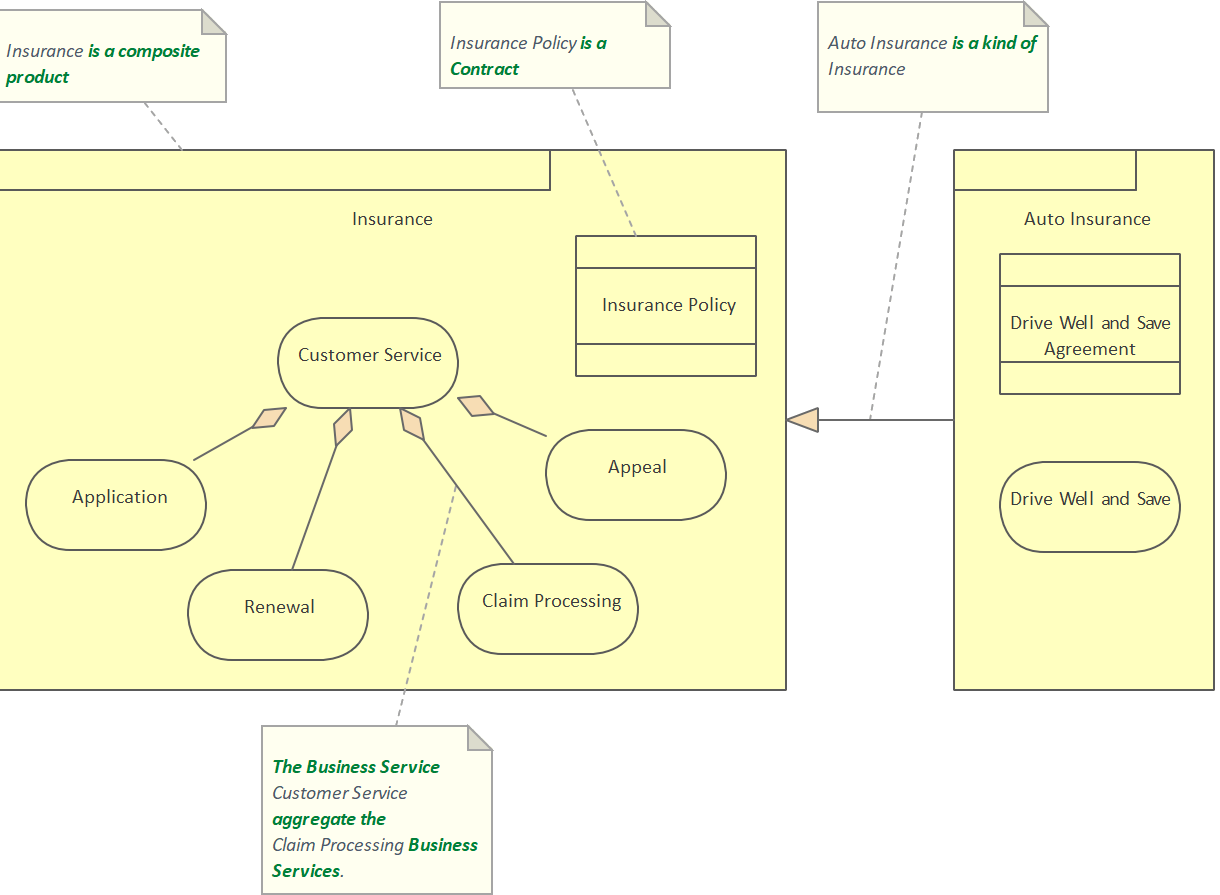 Insurance is a composite
product
Insurance Policy is a
Contract
Auto Insurance is a kind of
Insurance
Insurance
Auto Insurance
Insurance Policy
Drive Well and Save
Agreement
Customer Service
Application
Appeal
Drive Well and Save
Renewal
Claim Processing
The Business Service
Customer Service
aggregate the
Claim Processing Business
Services.